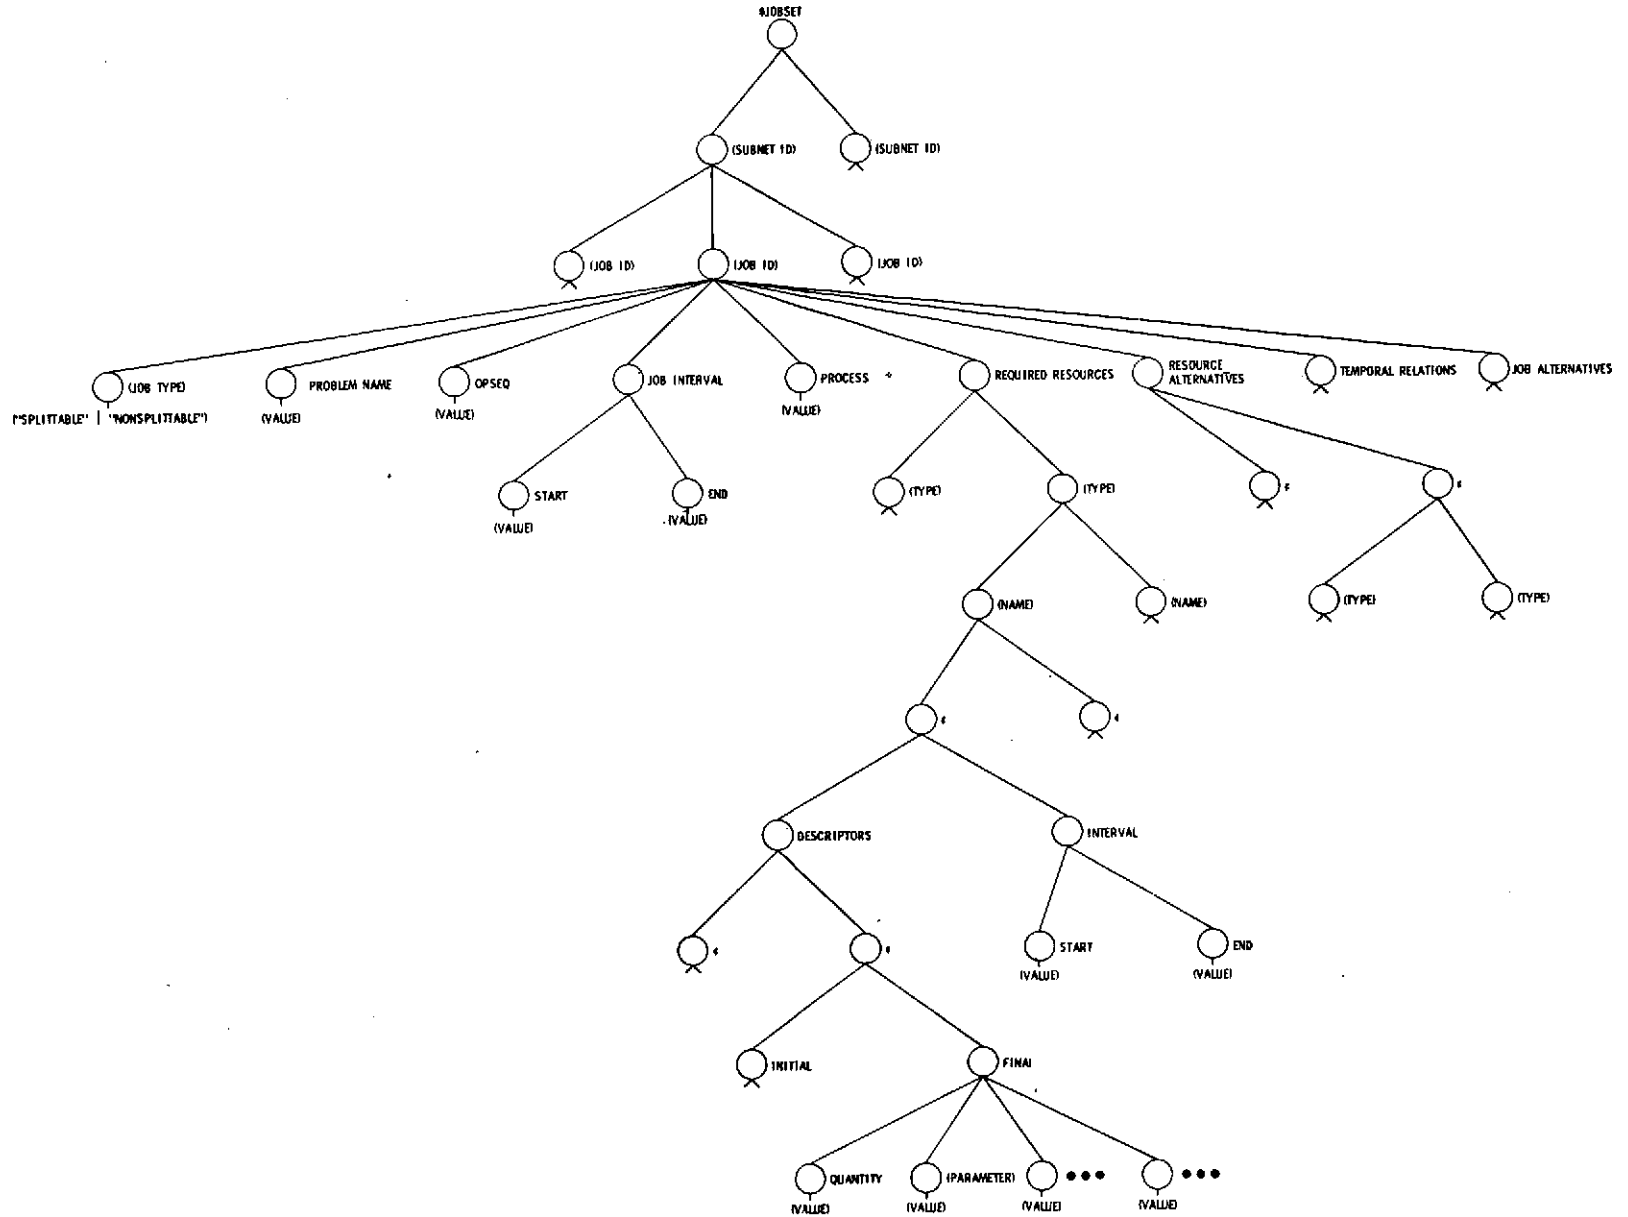 $JOBSET
(SUBNET ID) (SUBNET ID)
(JOB ID) (JOB ID) (JOB ID)
(JOB TYPE) PROBLEM NAME OPSEQ JOB INTERVAL PROCESS REQUIRED RESOURCES RESOURCE TEMPORAL RELATIONS JOB ALTERNATIVES
ALTERNATIVES
("SPLITTABLE" | "NONSPLITTABLE") (VALUE) (VALUE) (VALUE)
START END (TYPE) (TYPE)
(VALUE) (VALUE)
(NAME) (NAME) (TYPE) (TYPE)
DESCRIPTORS INTERVAL
START END
(VALUE) (VALUE)
INITIAL FINAL
QUANTITY (PARAMETER) ••• •••
(VALUE) (VALUE) (VALUE) (VALUE)